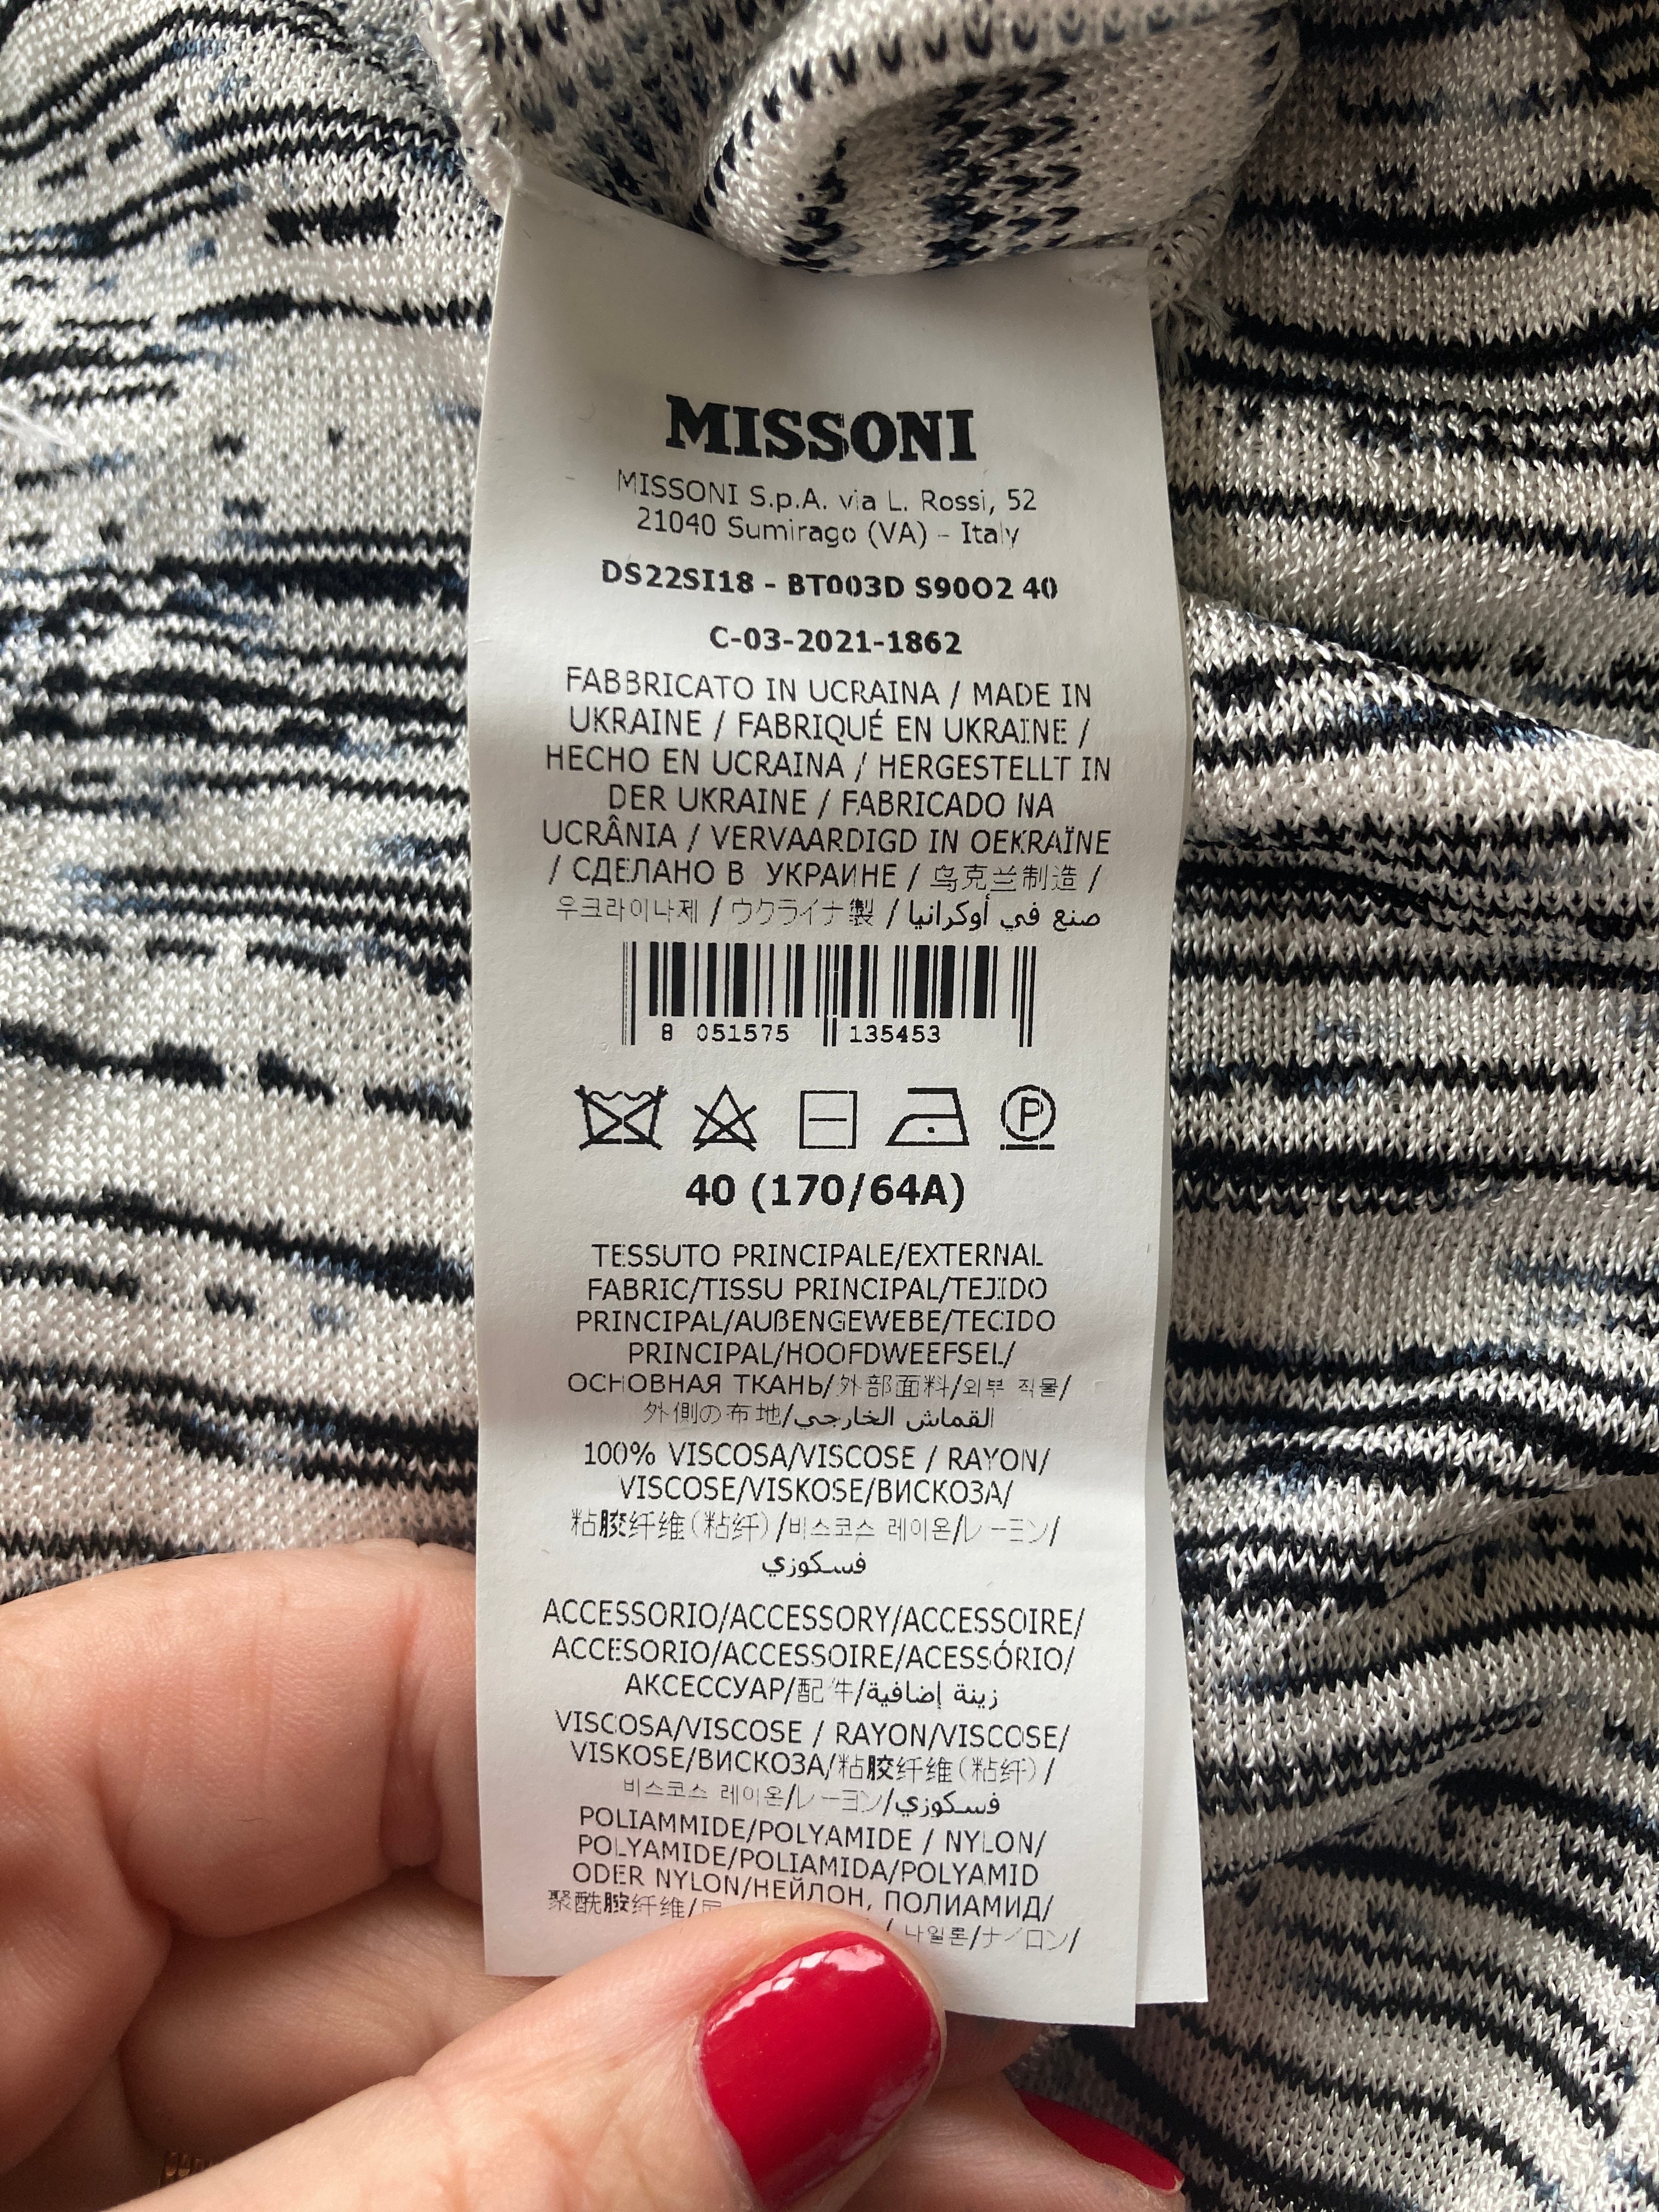 MISSONI
MISSONI S.p.A. via L. Rossi, 52
21040 Sumirago (VA) - Italy
DS22SI18 - BT003D S90O2 40
C-03-2021-1862
FABBRICATO IN UCRAINA / MADE IN
UKRAINE / FABRIQUÉ EN UKRAINE /
HECHO EN UCRAINA / HERGESTELLT IN
DER UKRAINE / FABRICADO NA
UCRÂNIA / VERVAARDIGD IN OEKRAÏNE
/ СДЕЛАНО В УКРАИНЕ / 乌克兰制造 /
우크라이나제 / ウクライナ製 / صنع في أوكرانيا
8 051575 135453
P
40 (170/64A)
TESSUTO PRINCIPALE/EXTERNAL
FABRIC/TISSU PRINCIPAL/TEJIDO
PRINCIPAL/AUßENGEWEBE/TECIDO
PRINCIPAL/HOOFDWEEFSEL/
ОСНОВНАЯ ТКАНЬ/外部面料/외부 직물/
外側の布地/القماش الخارجي
100% VISCOSA/VISCOSE / RAYON/
VISCOSE/VISKOSE/ВИСКОЗА/
粘胶纤维(粘纤)/비스코스 레이온/レーヨン/
فسكوزي
ACCESSORIO/ACCESSORY/ACCESSOIRE/
ACCESORIO/ACCESSOIRE/ACESSÓRIO/
АКСЕССУАР/配件/زينة إضافية
VISCOSA/VISCOSE / RAYON/VISCOSE/
VISKOSE/ВИСКОЗА/粘胶纤维(粘纤)/
비스코스 레이온/レーヨン/فسكوزي
POLIAMMIDE/POLYAMIDE / NYLON/
POLYAMIDE/POLIAMIDA/POLYAMID
ODER NYLON/НЕЙЛОН, ПОЛИАМИД/
聚酰胺纤维/ / 나일론/ナイロン/